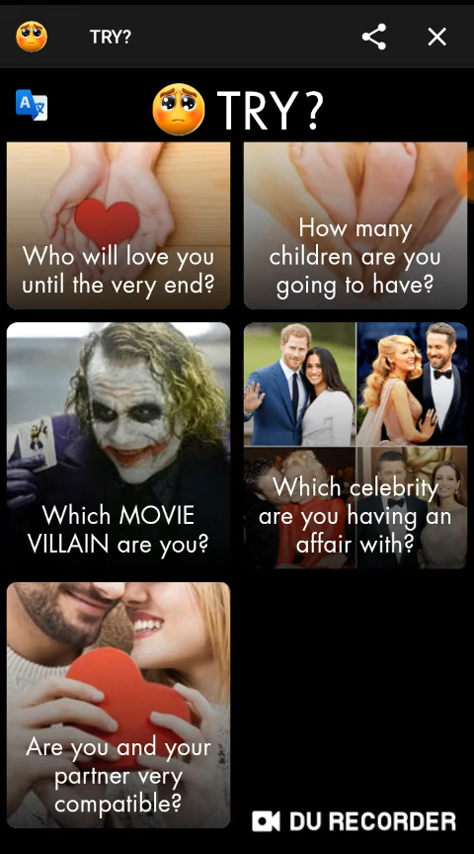 TRY?
A
TRY?
Who will love you
until the very end?
How many
children are you
going to have?
Which MOVIE
VILLAIN are you?
Which celebrity
are you having an
affair with?
Are you and your
partner very
compatible?
DU RECORDER